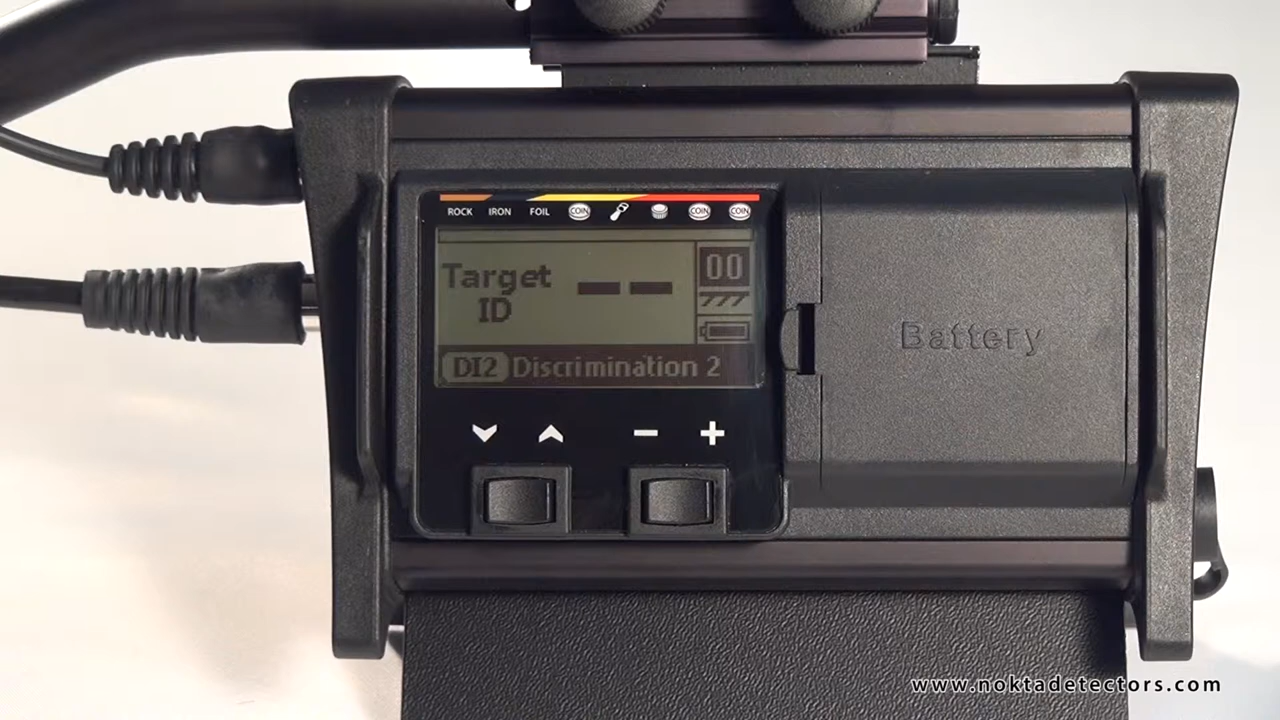 ROCK IRON FOIL COIN COIN COIN
Target
ID
-- 00
DI2 Discrimination 2
Battery
www.noktadetectors.com